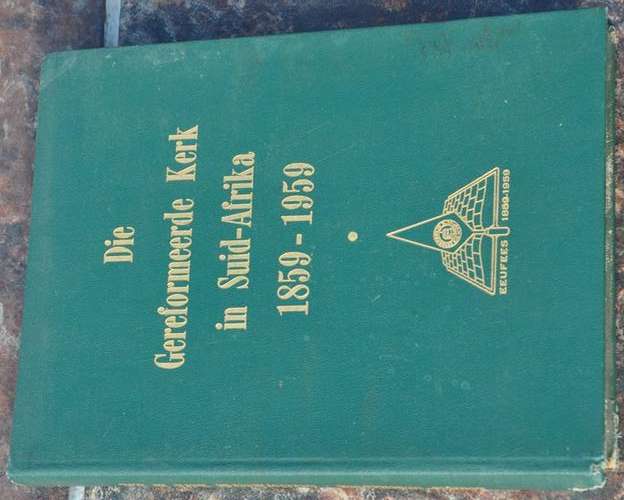 Die
Gereformeerde Kerk
in Suid-Afrika
1859 - 1959
EEUFEES 1859-1959